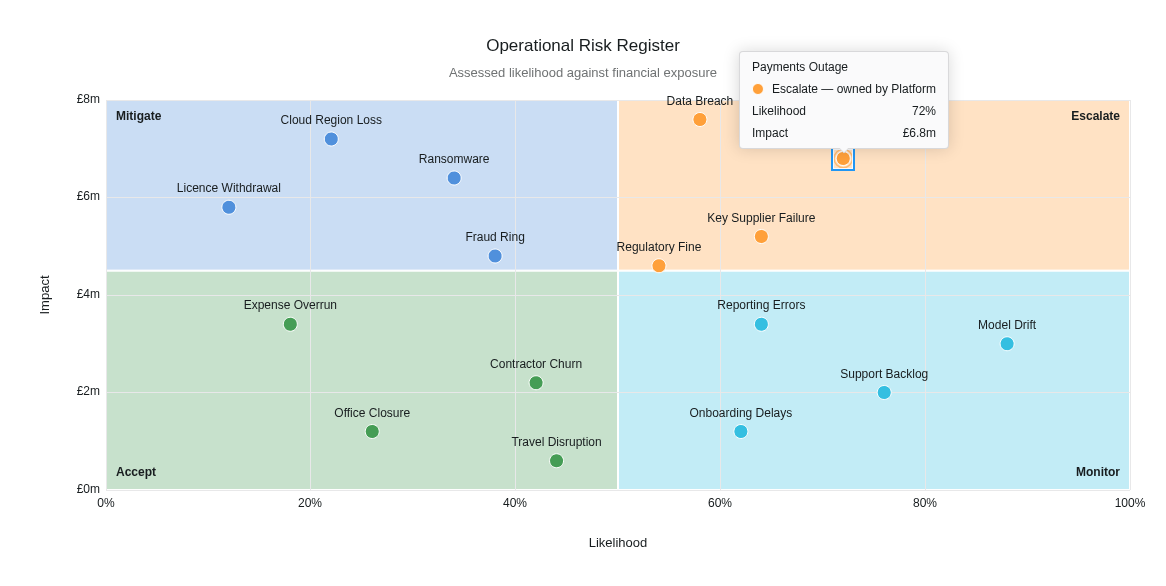 Operational Risk Register
Assessed likelihood against financial exposure
Payments Outage
Escalate — owned by Platform
Likelihood 72%
Impact £6.8m
£8m
£6m
£4m
£2m
£0m
Impact
Mitigate
Escalate
Data Breach
Cloud Region Loss
Ransomware
Licence Withdrawal
Key Supplier Failure
Fraud Ring
Regulatory Fine
Expense Overrun
Reporting Errors
Model Drift
Contractor Churn
Support Backlog
Office Closure
Onboarding Delays
Travel Disruption
Accept
Monitor
0% 20% 40% 60% 80% 100%
Likelihood